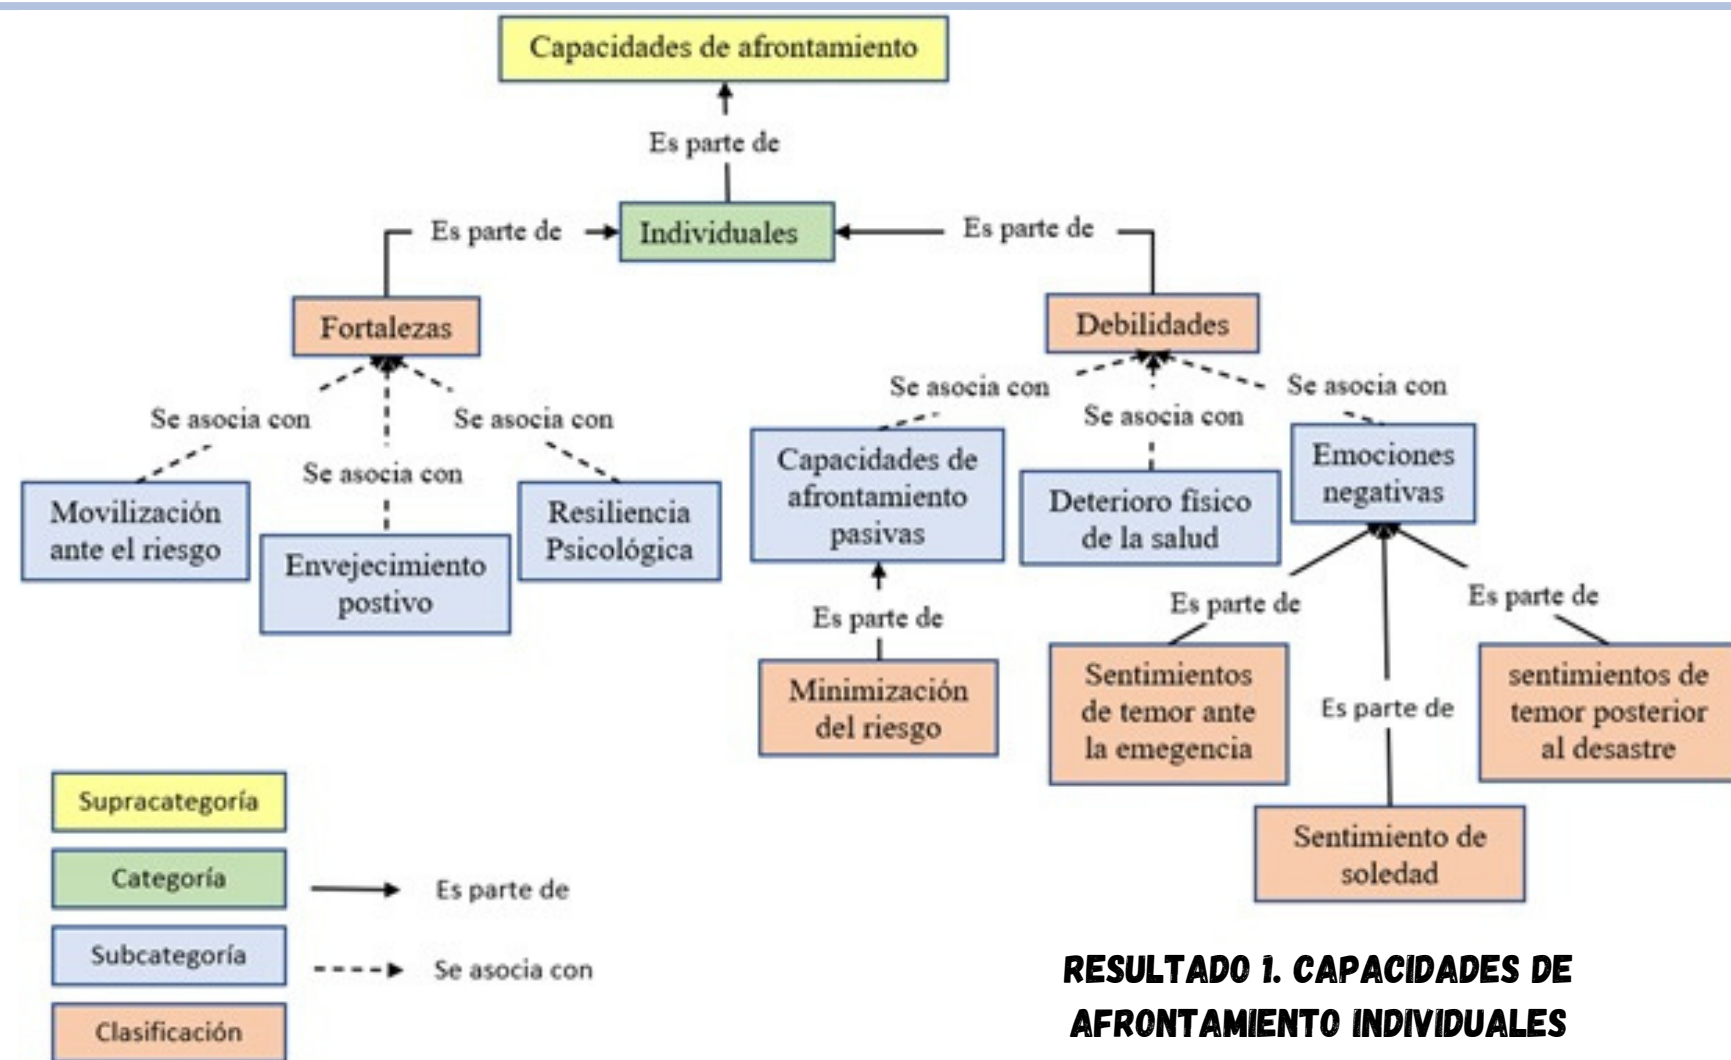 Capacidades de afrontamiento
Es parte de
Es parte de
Individuales
Es parte de
Fortalezas
Debilidades
Se asocia con
Se asocia con
Se asocia con
Se asocia con
Se asocia con
Se asocia con
Movilización
ante el riesgo
Envejecimiento
postivo
Resiliencia
Psicológica
Capacidades de
afrontamiento
pasivas
Deterioro físico
de la salud
Emociones
negativas
Es parte de
Es parte de
Es parte de
Es parte de
Minimización
del riesgo
Sentimientos
de temor ante
la emegencia
sentimientos de
temor posterior
al desastre
Sentimiento de
soledad
Supracategoría
Categoría
Subcategoría
Clasificación
Es parte de
Se asocia con
RESULTADO 1. CAPACIDADES DE
AFRONTAMIENTO INDIVIDUALES